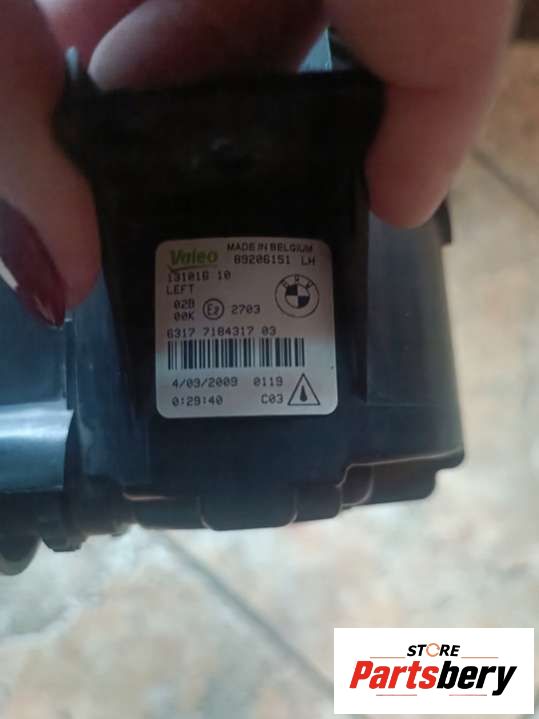 Valeo MADE IN BELGIUM
89206151 LH
131016 10
LEFT
BMW
02B
00K E2 2703
6317 7184317 03
4/03/2009 0119
0:29:40 C03
STORE
Partsbery